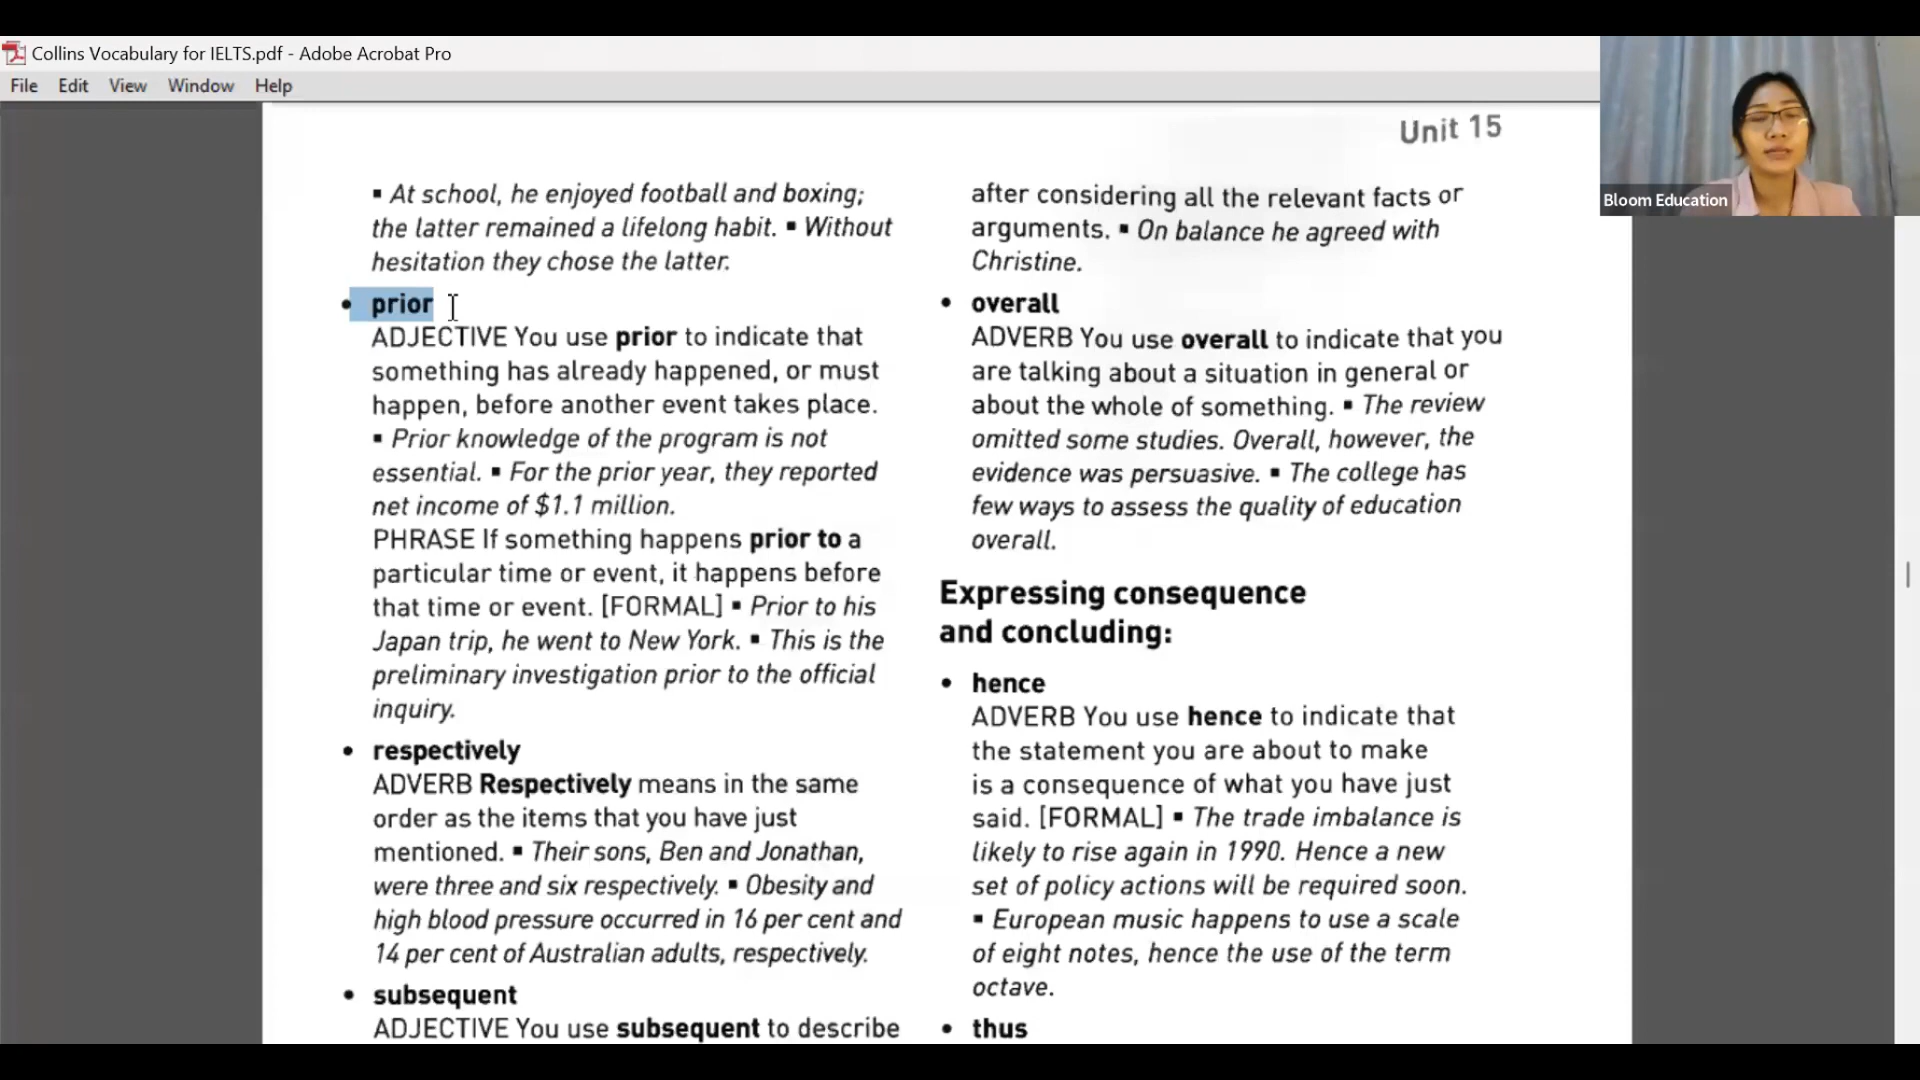 Collins Vocabulary for IELTS.pdf - Adobe Acrobat Pro
File Edit View Window Help
Bloom Education
Unit 15
▪ At school, he enjoyed football and boxing;
the latter remained a lifelong habit. ▪ Without
hesitation they chose the latter.
• prior
ADJECTIVE You use prior to indicate that
something has already happened, or must
happen, before another event takes place.
▪ Prior knowledge of the program is not
essential. ▪ For the prior year, they reported
net income of $1.1 million.
PHRASE If something happens prior to a
particular time or event, it happens before
that time or event. [FORMAL] ▪ Prior to his
Japan trip, he went to New York. ▪ This is the
preliminary investigation prior to the official
inquiry.
• respectively
ADVERB Respectively means in the same
order as the items that you have just
mentioned. ▪ Their sons, Ben and Jonathan,
were three and six respectively. ▪ Obesity and
high blood pressure occurred in 16 per cent and
14 per cent of Australian adults, respectively.
• subsequent
ADJECTIVE You use subsequent to describe
after considering all the relevant facts or
arguments. ▪ On balance he agreed with
Christine.
• overall
ADVERB You use overall to indicate that you
are talking about a situation in general or
about the whole of something. ▪ The review
omitted some studies. Overall, however, the
evidence was persuasive. ▪ The college has
few ways to assess the quality of education
overall.
Expressing consequence
and concluding:
• hence
ADVERB You use hence to indicate that
the statement you are about to make
is a consequence of what you have just
said. [FORMAL] ▪ The trade imbalance is
likely to rise again in 1990. Hence a new
set of policy actions will be required soon.
▪ European music happens to use a scale
of eight notes, hence the use of the term
octave.
• thus